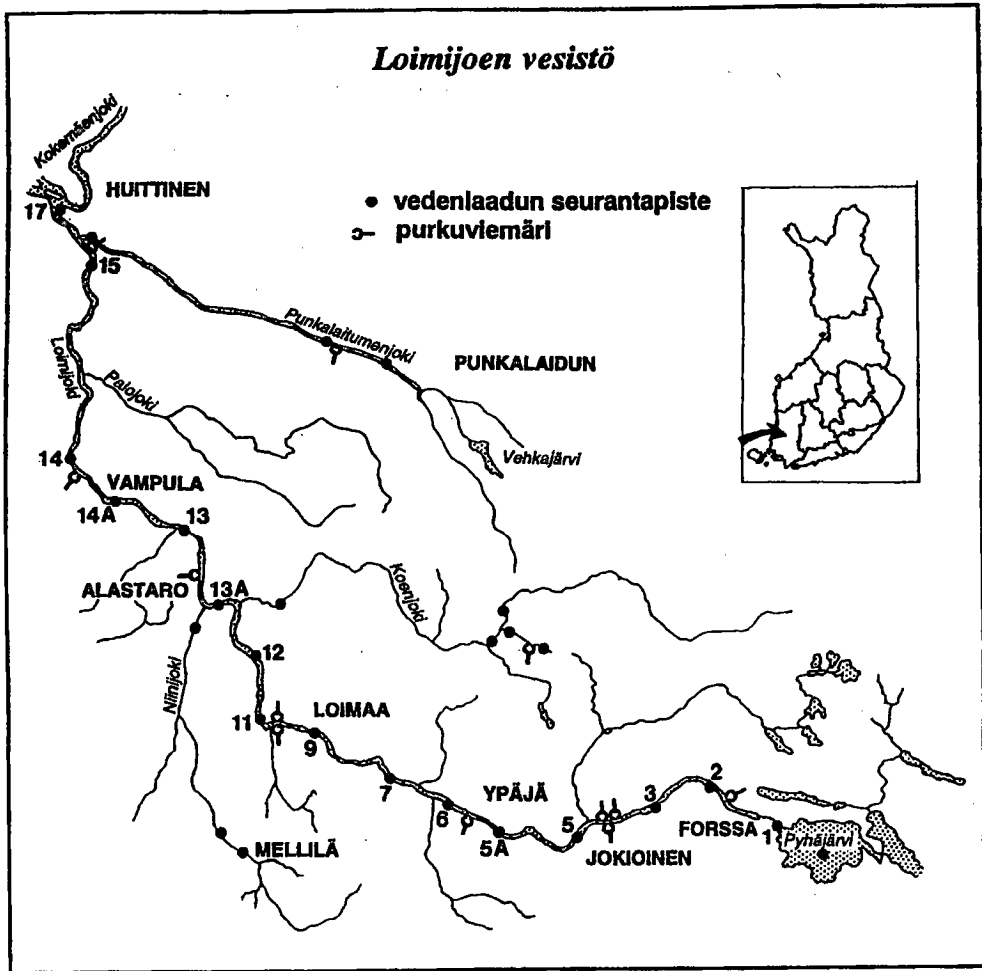 Loimijoen vesistö
Kokemäenjoki
HUITTINEN
17
vedenlaadun seurantapiste
purkuviemäri
15
Punkalaitumenjoki
PUNKALAIDUN
Loimijoki
Palojoki
Vehkajärvi
14
VAMPULA
14A
13
ALASTARO
13A
Koenjoki
12
Niinijoki
11
LOIMAA
9
7
YPÄJÄ
6
5A
5
JOKIOINEN
3
2
FORSSA
1
Pyhäjärvi
MELLILÄ